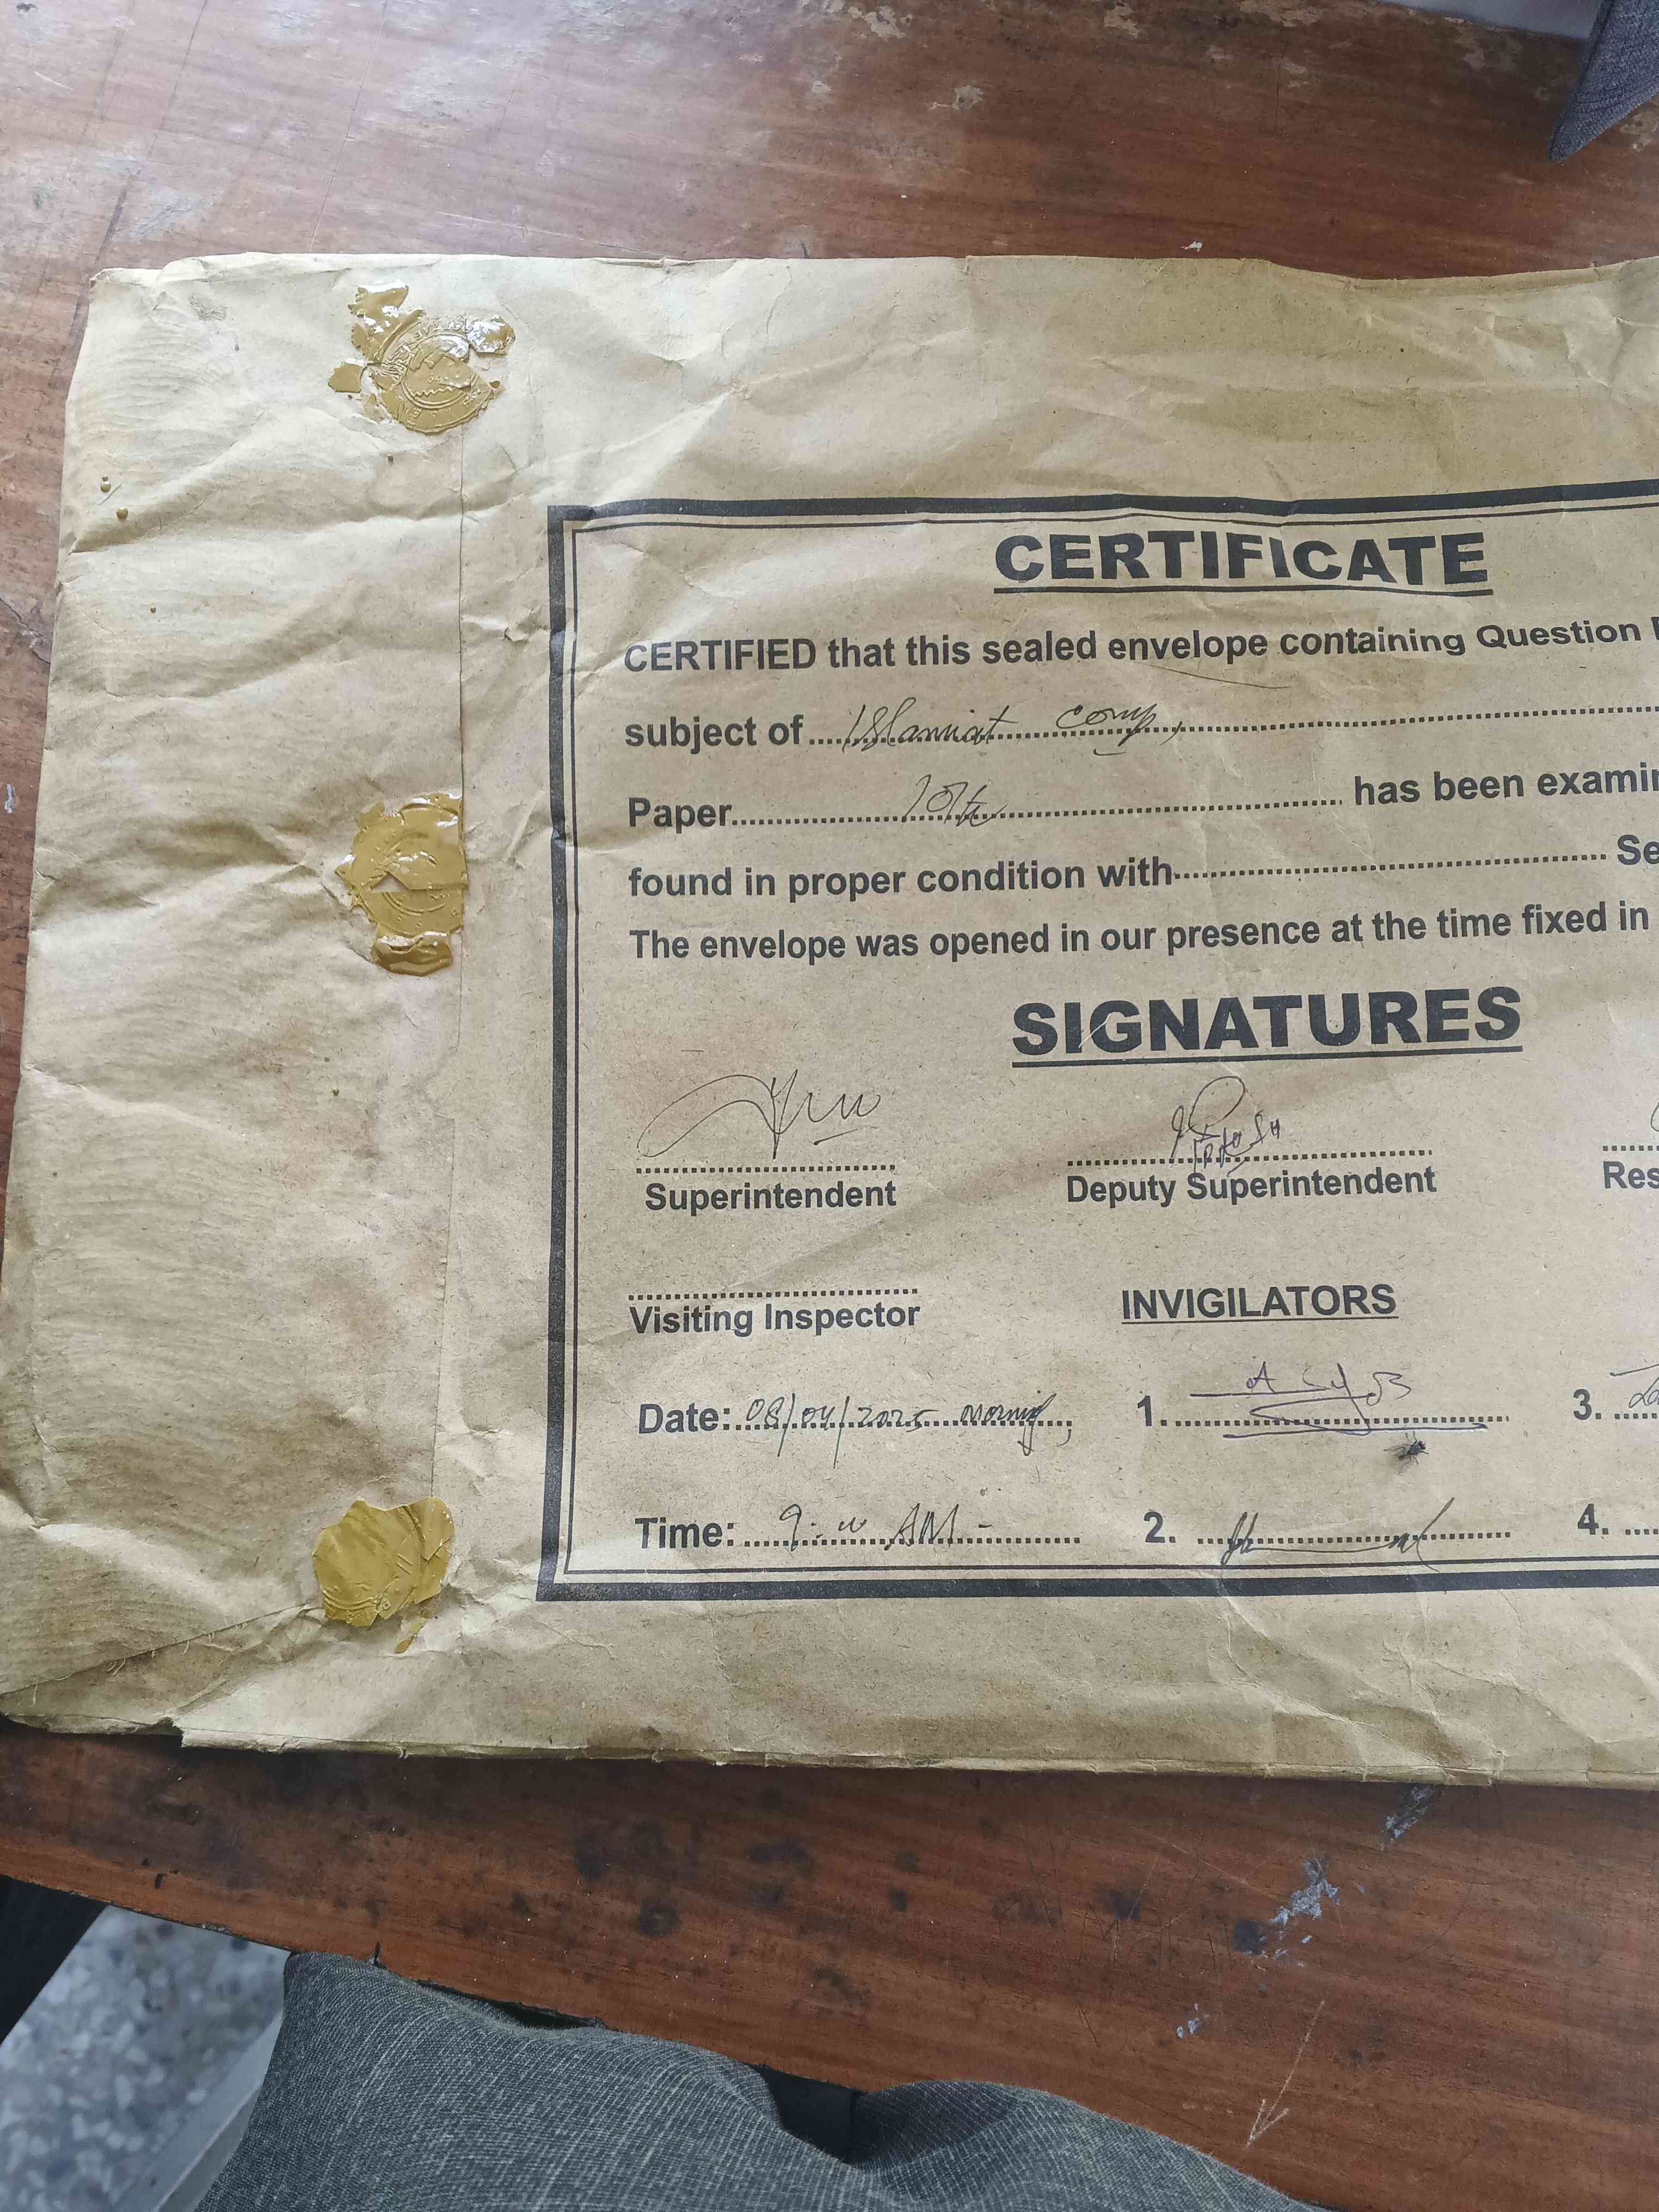 CERTIFICATE
CERTIFIED that this sealed envelope containing Question
subject of Islamiat comp,
Paper 10th has been examin
found in proper condition with Se
The envelope was opened in our presence at the time fixed in
SIGNATURES
Superintendent Deputy Superintendent Res
Visiting Inspector INVIGILATORS
Date: 08/04/2025 morning, 1. 3.
Time: 9: AM - 2. 4.